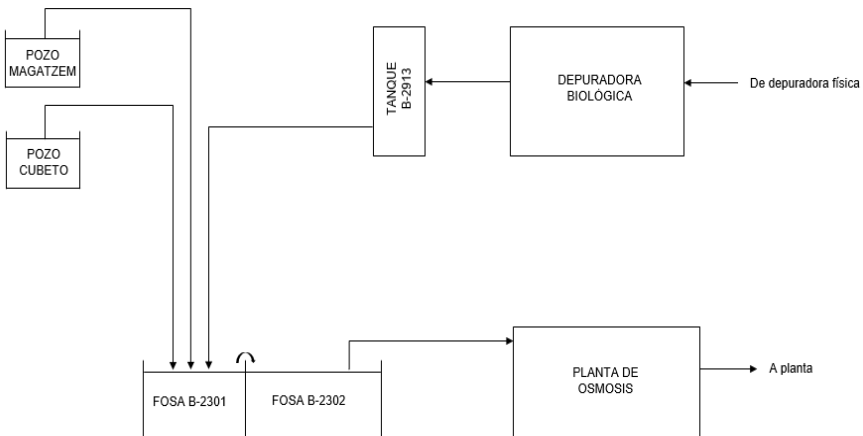 POZO
MAGATZEM
POZO
CUBETO
TANQUE
B-2913
DEPURADORA
BIOLÓGICA
De depuradora física
FOSA B-2301
FOSA B-2302
PLANTA DE
OSMOSIS
A planta